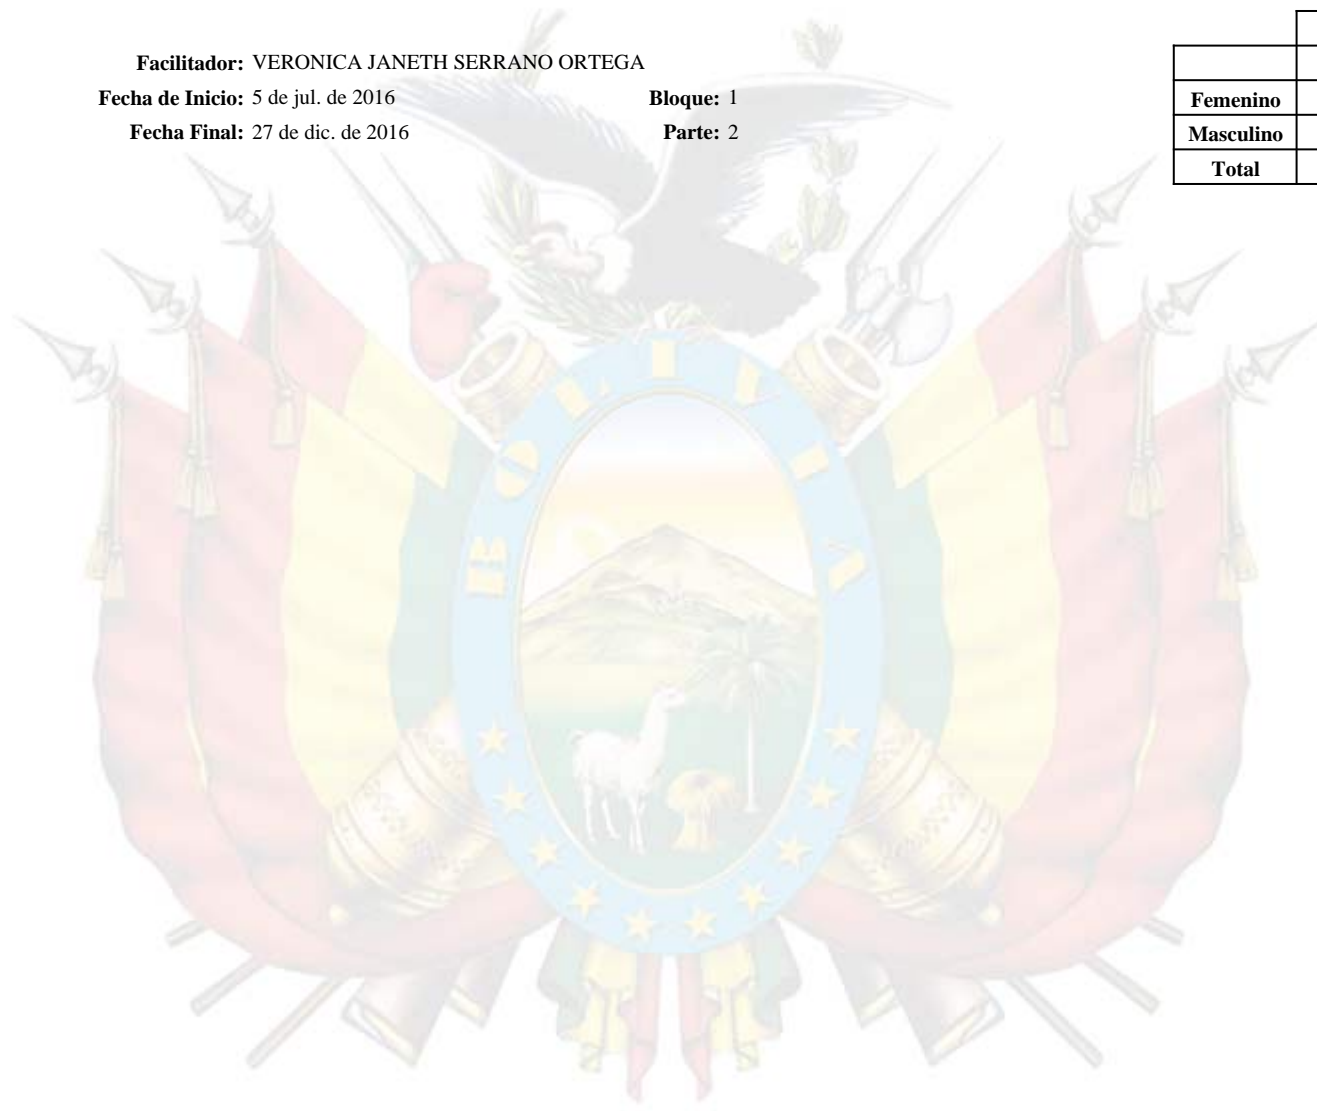 Facilitador: VERONICA JANETH SERRANO ORTEGA
Fecha de Inicio: 5 de jul. de 2016 Bloque: 1
Fecha Final: 27 de dic. de 2016 Parte: 2
Femenino
Masculino
Total
BOLIVIA